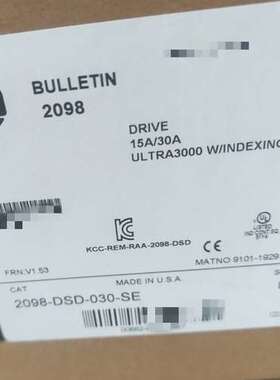 BULLETIN
2098
DRIVE
15A/30A
ULTRA3000 W/INDEXING
KCC-REM-RAA-2098-DSD
FRN:V1.53
MATNO 9101-1929
MADE IN U.S.A
CAT
2098-DSD-030-SE